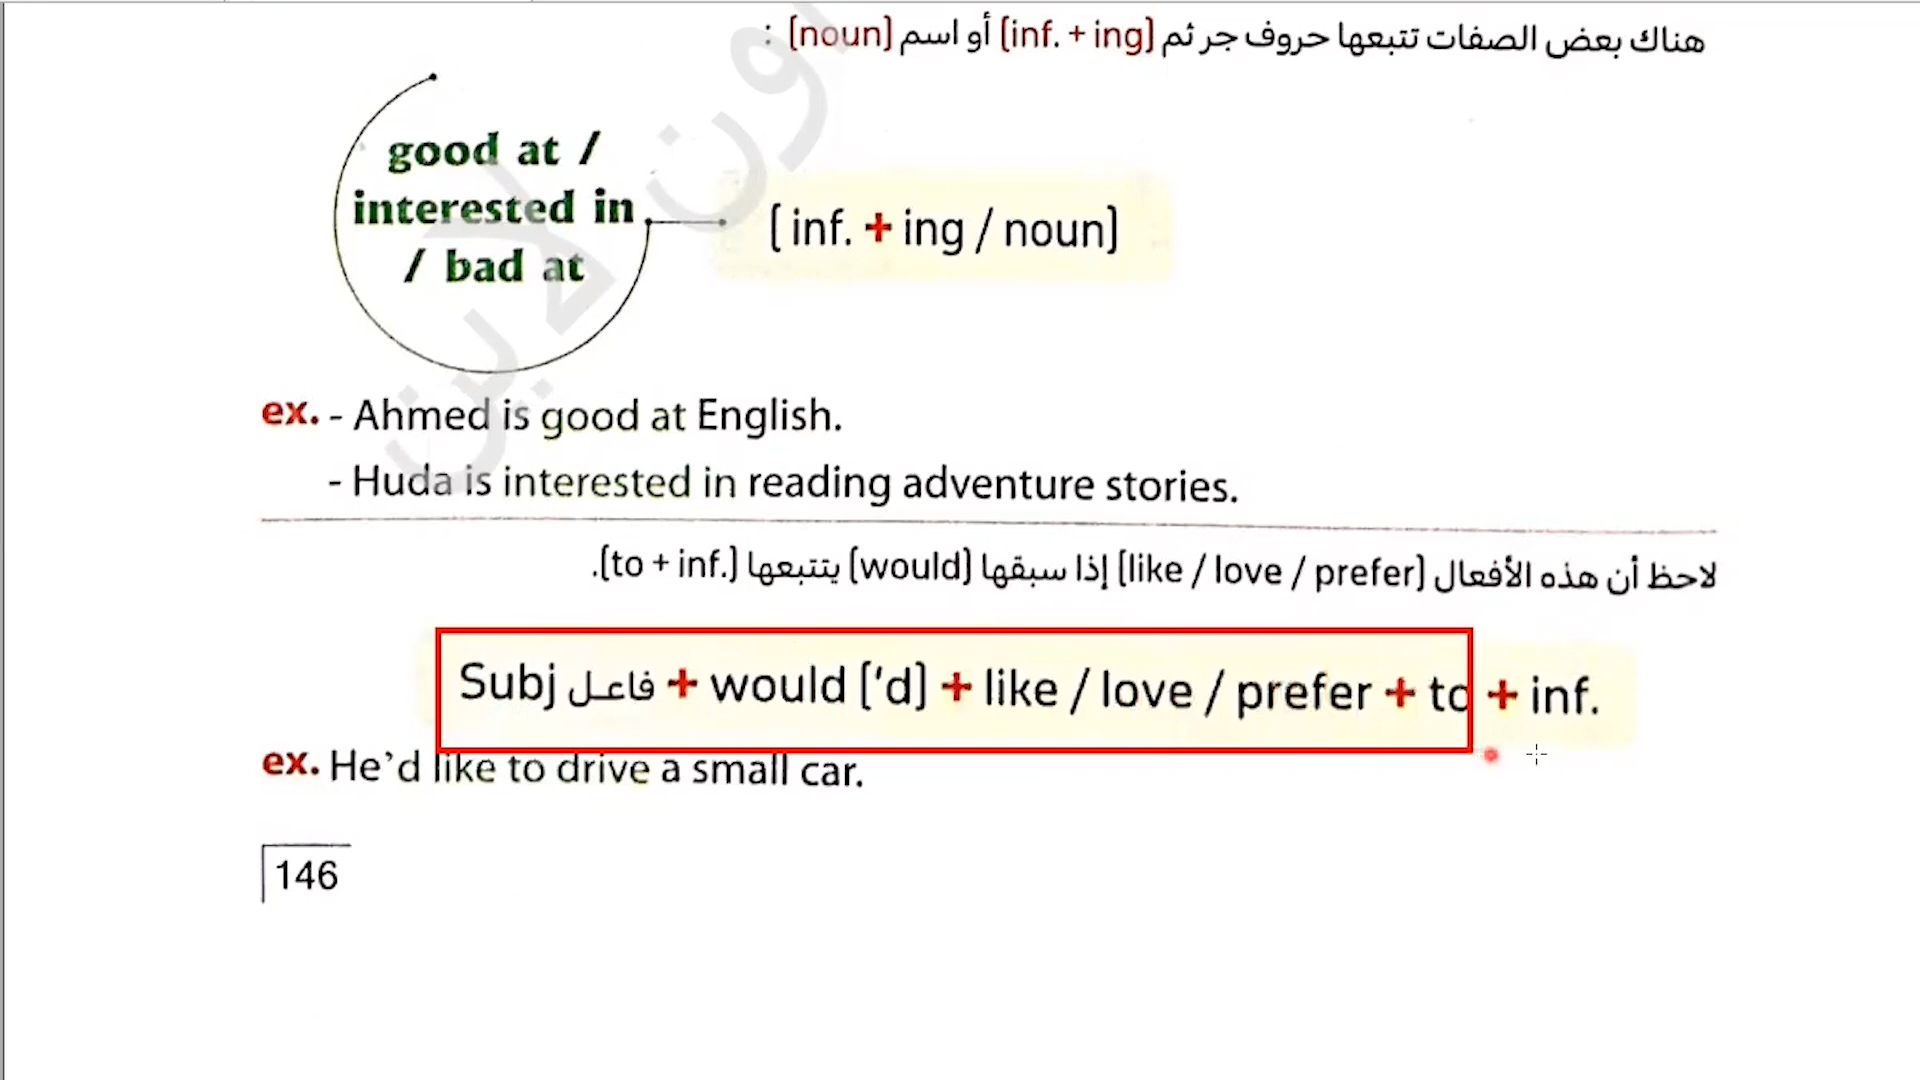 هناك بعض الصفات تتبعها حروف جر ثم (inf. + ing) أو اسم (noun) :
good at /
interested in
/ bad at
( inf. + ing / noun)
ex. - Ahmed is good at English.
- Huda is interested in reading adventure stories.
لاحظ أن هذه الأفعال (like / love / prefer) إذا سبقها (would) يتتبعها (to + inf.).
Subj فاعل + would ('d) + like / love / prefer + to + inf.
ex. He’d like to drive a small car.
146
ون لاين